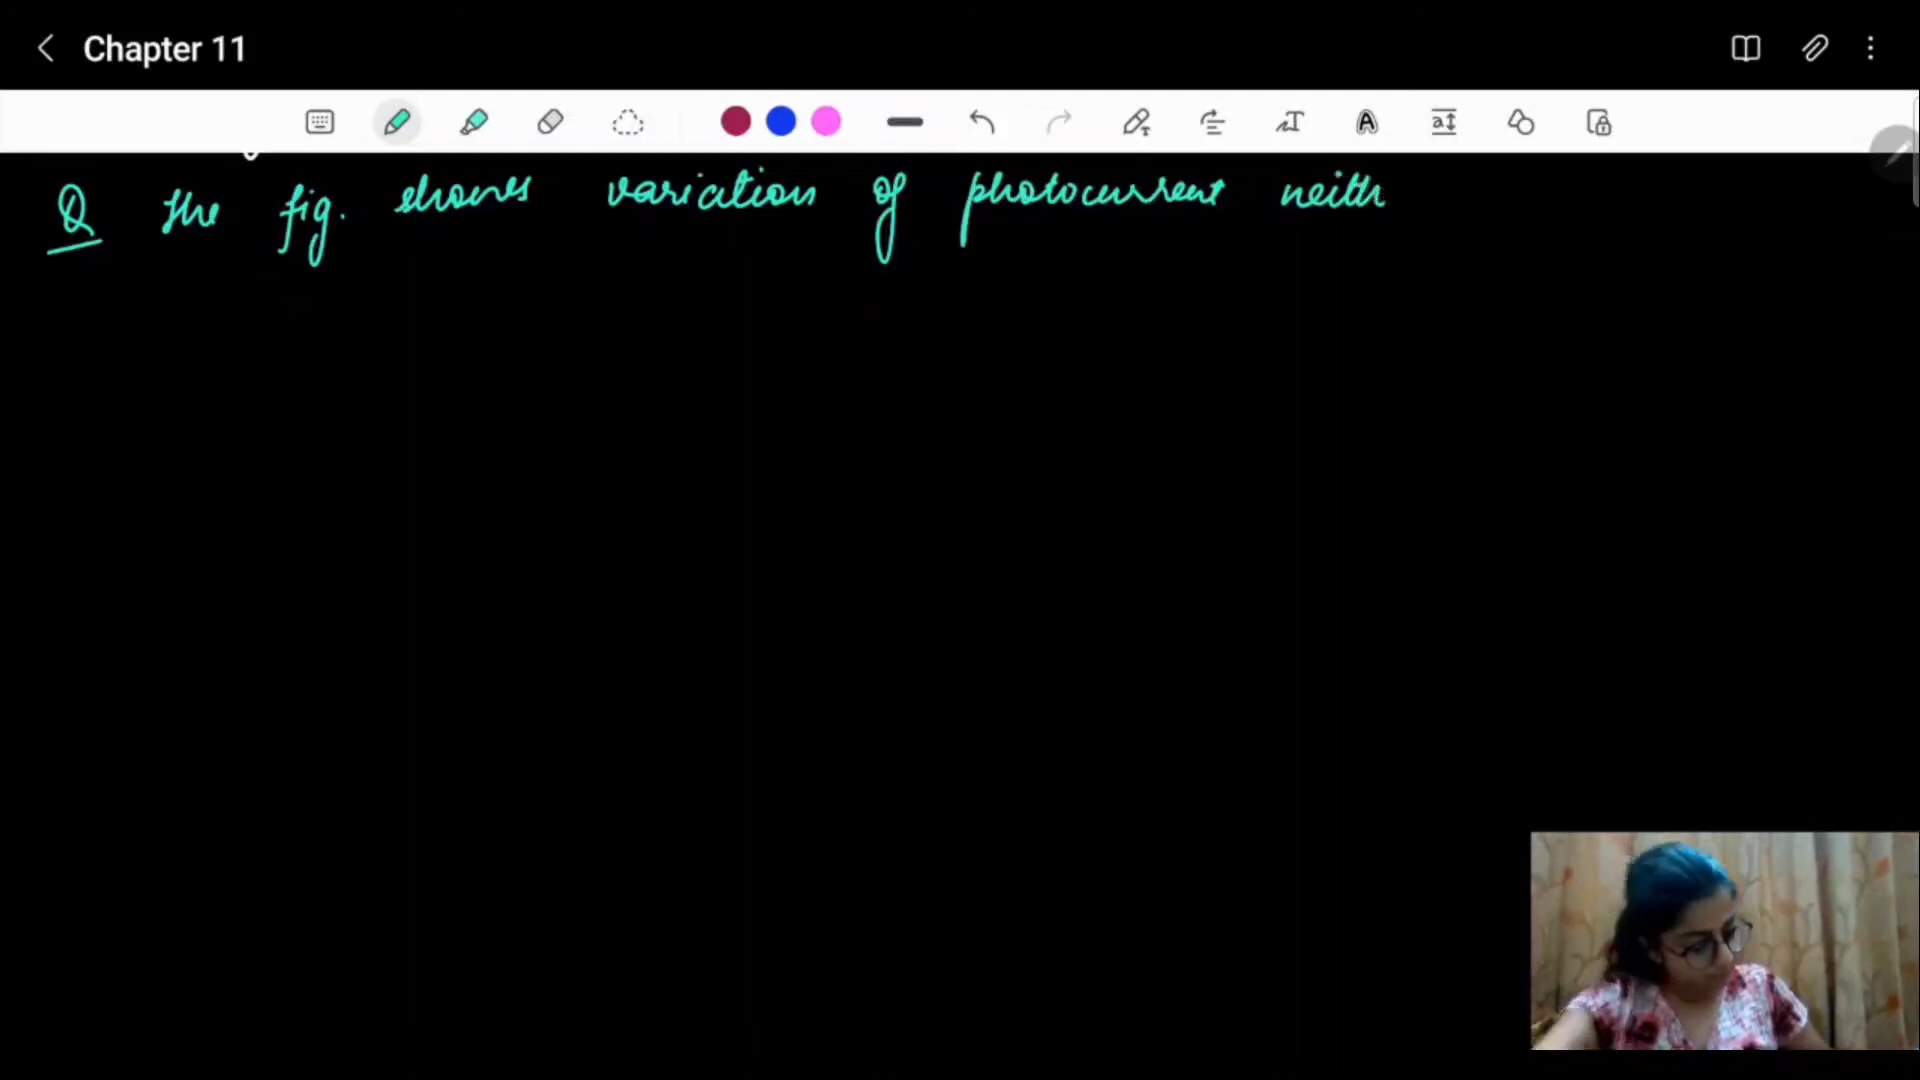 Chapter 11
Q the fig. shows variation of photocurrent with